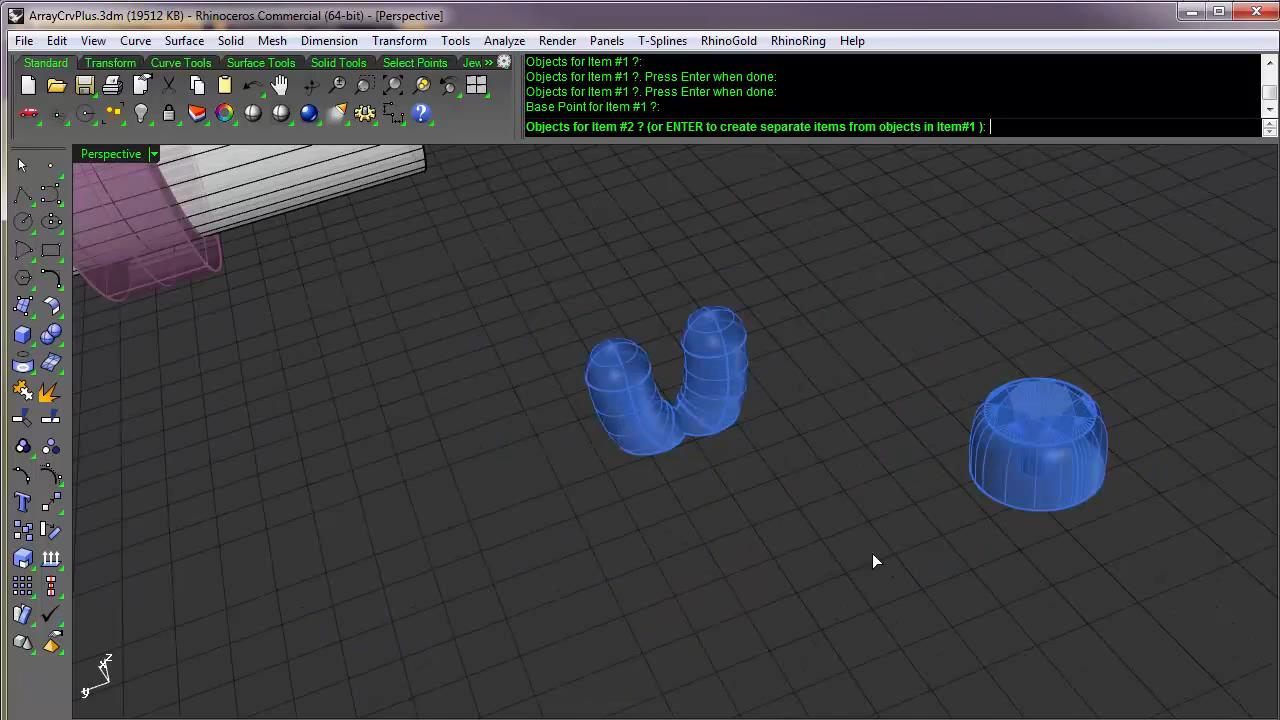 ArrayCrvPlus.3dm (19512 KB) - Rhinoceros Commercial (64-bit) - [Perspective]
File Edit View Curve Surface Solid Mesh Dimension Transform Tools Analyze Render Panels T-Splines RhinoGold RhinoRing Help
Standard Transform Curve Tools Surface Tools Solid Tools Select Points Jew »
Objects for Item #1 ?:
Objects for Item #1 ?. Press Enter when done:
Objects for Item #1 ?. Press Enter when done:
Base Point for Item #1 ?:
Objects for Item #2 ? (or ENTER to create separate items from objects in Item#1 ):
Perspective
z
y